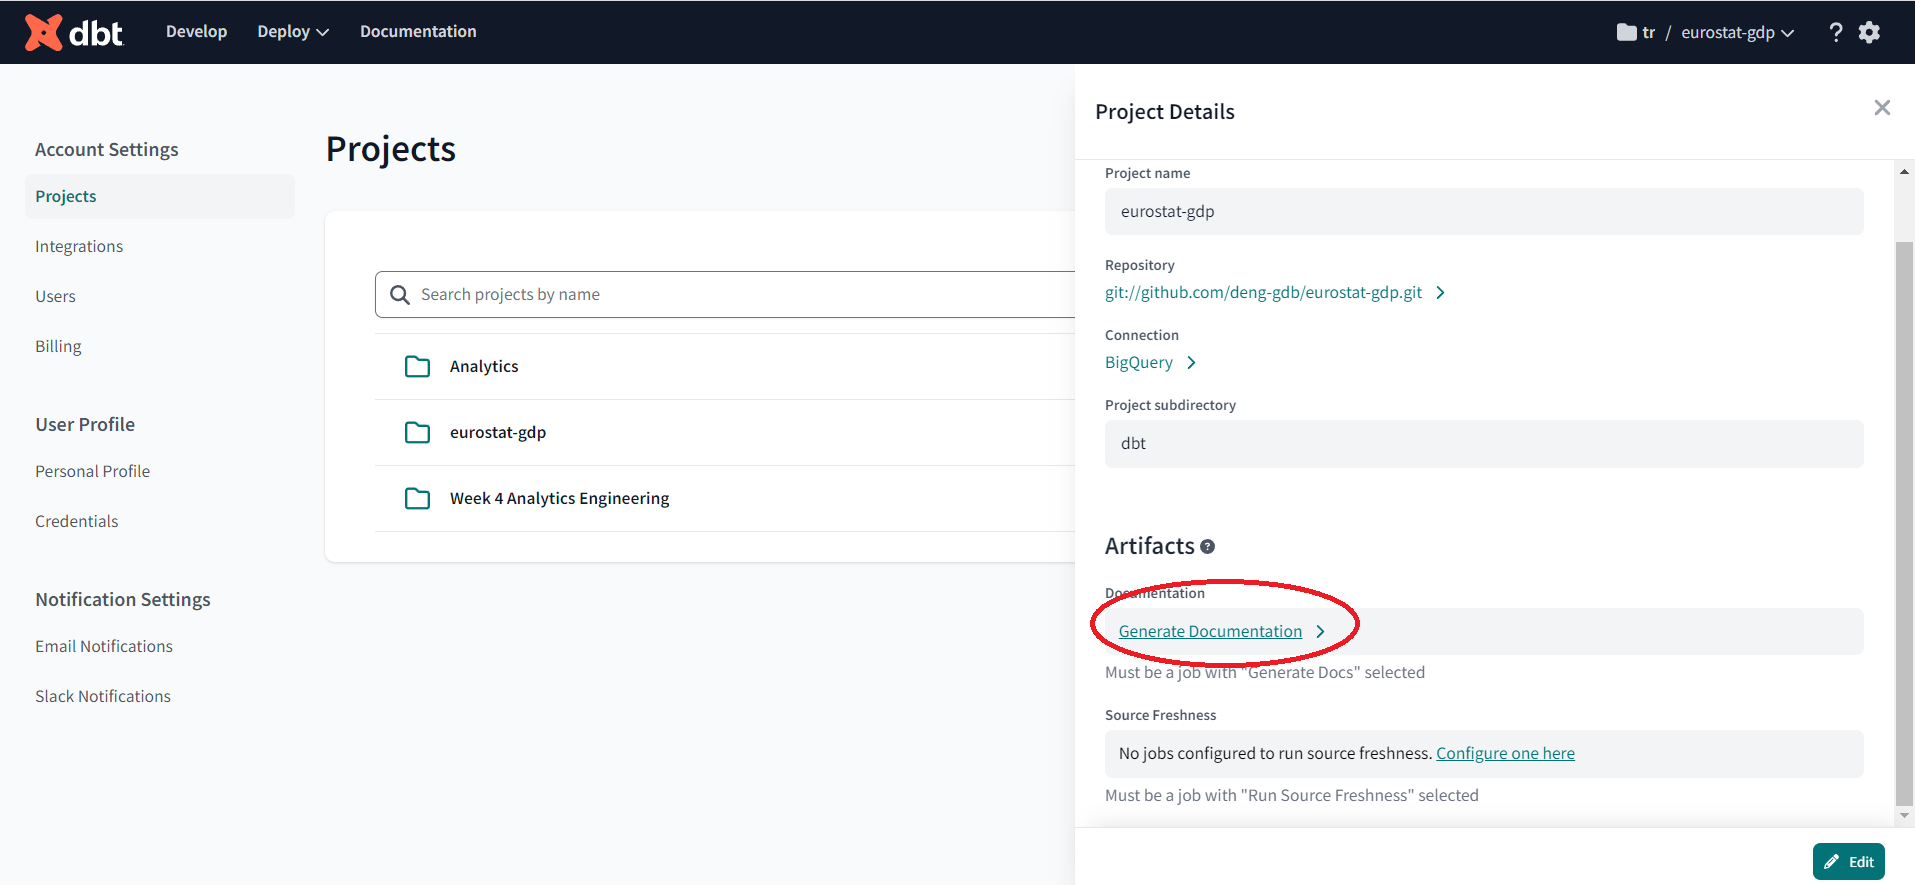 dbt
Develop
Deploy
Documentation
tr / eurostat-gdp
?
Account Settings
Projects
Integrations
Users
Billing
User Profile
Personal Profile
Credentials
Notification Settings
Email Notifications
Slack Notifications
Projects
Search projects by name
Analytics
eurostat-gdp
Week 4 Analytics Engineering
Project Details
Project name
eurostat-gdp
Repository
git://github.com/deng-gdb/eurostat-gdp.git
Connection
BigQuery
Project subdirectory
dbt
Artifacts ?
Documentation
Generate Documentation
Must be a job with "Generate Docs" selected
Source Freshness
No jobs configured to run source freshness. Configure one here
Must be a job with "Run Source Freshness" selected
Edit